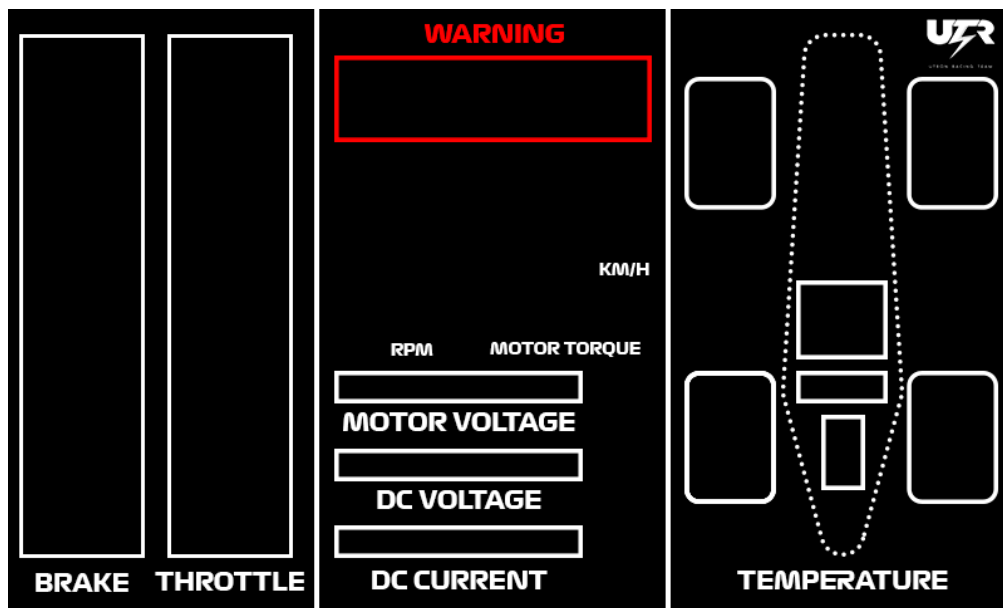 WARNING
KM/H
RPM
MOTOR TORQUE
MOTOR VOLTAGE
DC VOLTAGE
DC CURRENT
BRAKE
THROTTLE
UTR
UTRON RACING TEAM
TEMPERATURE